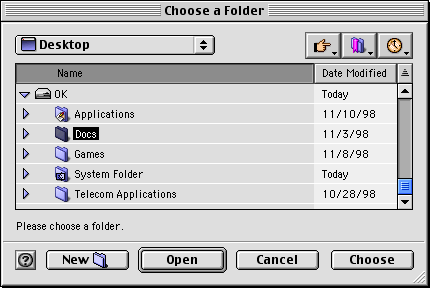 Choose a Folder
Desktop
Name Date Modified
OK Today
Applications 11/10/98
Docs 11/3/98
Games 11/8/98
System Folder Today
Telecom Applications 10/28/98
Please choose a folder.
? New Open Cancel Choose